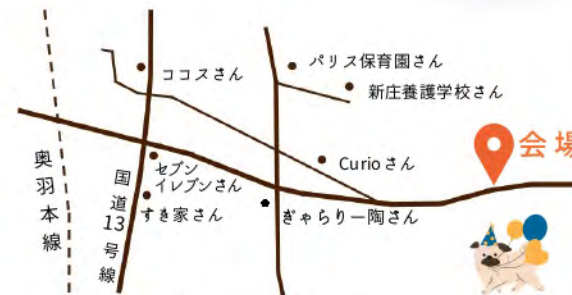 パリス保育園さん
ココスさん
新庄養護学校さん
会場
Curioさん
セブン
イレブンさん
すき家さん
ぎゃらりー陶さん
奥羽本線
国道13号線